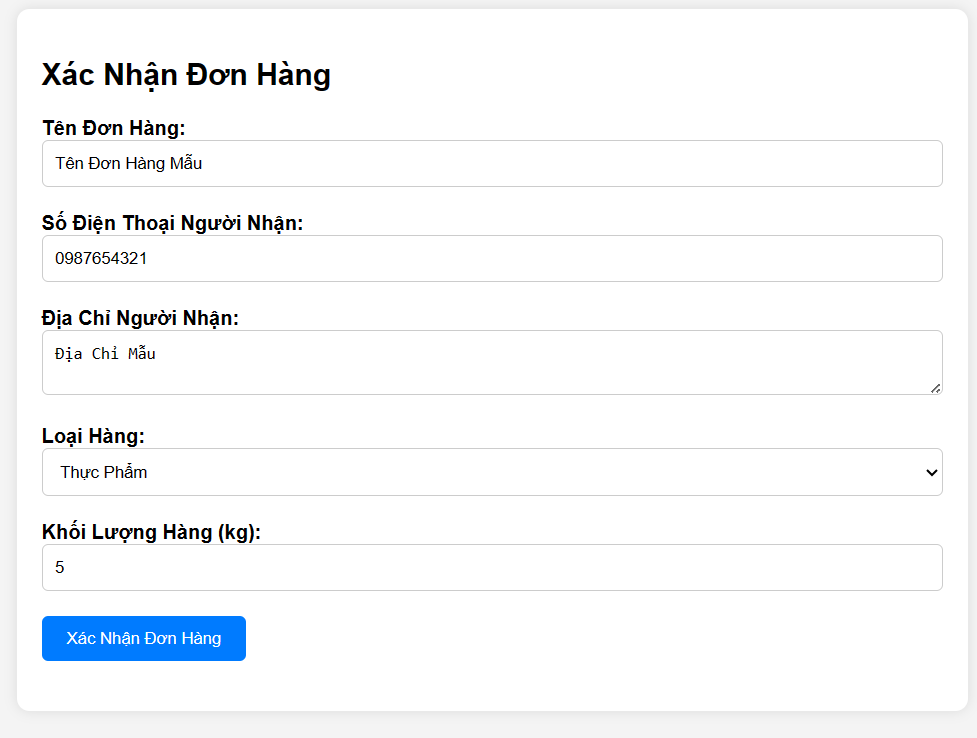 Xác Nhận Đơn Hàng
Tên Đơn Hàng:
Tên Đơn Hàng Mẫu
Số Điện Thoại Người Nhận:
0987654321
Địa Chỉ Người Nhận:
Địa Chỉ Mẫu
Loại Hàng:
Thực Phẩm
Khối Lượng Hàng (kg):
5
Xác Nhận Đơn Hàng